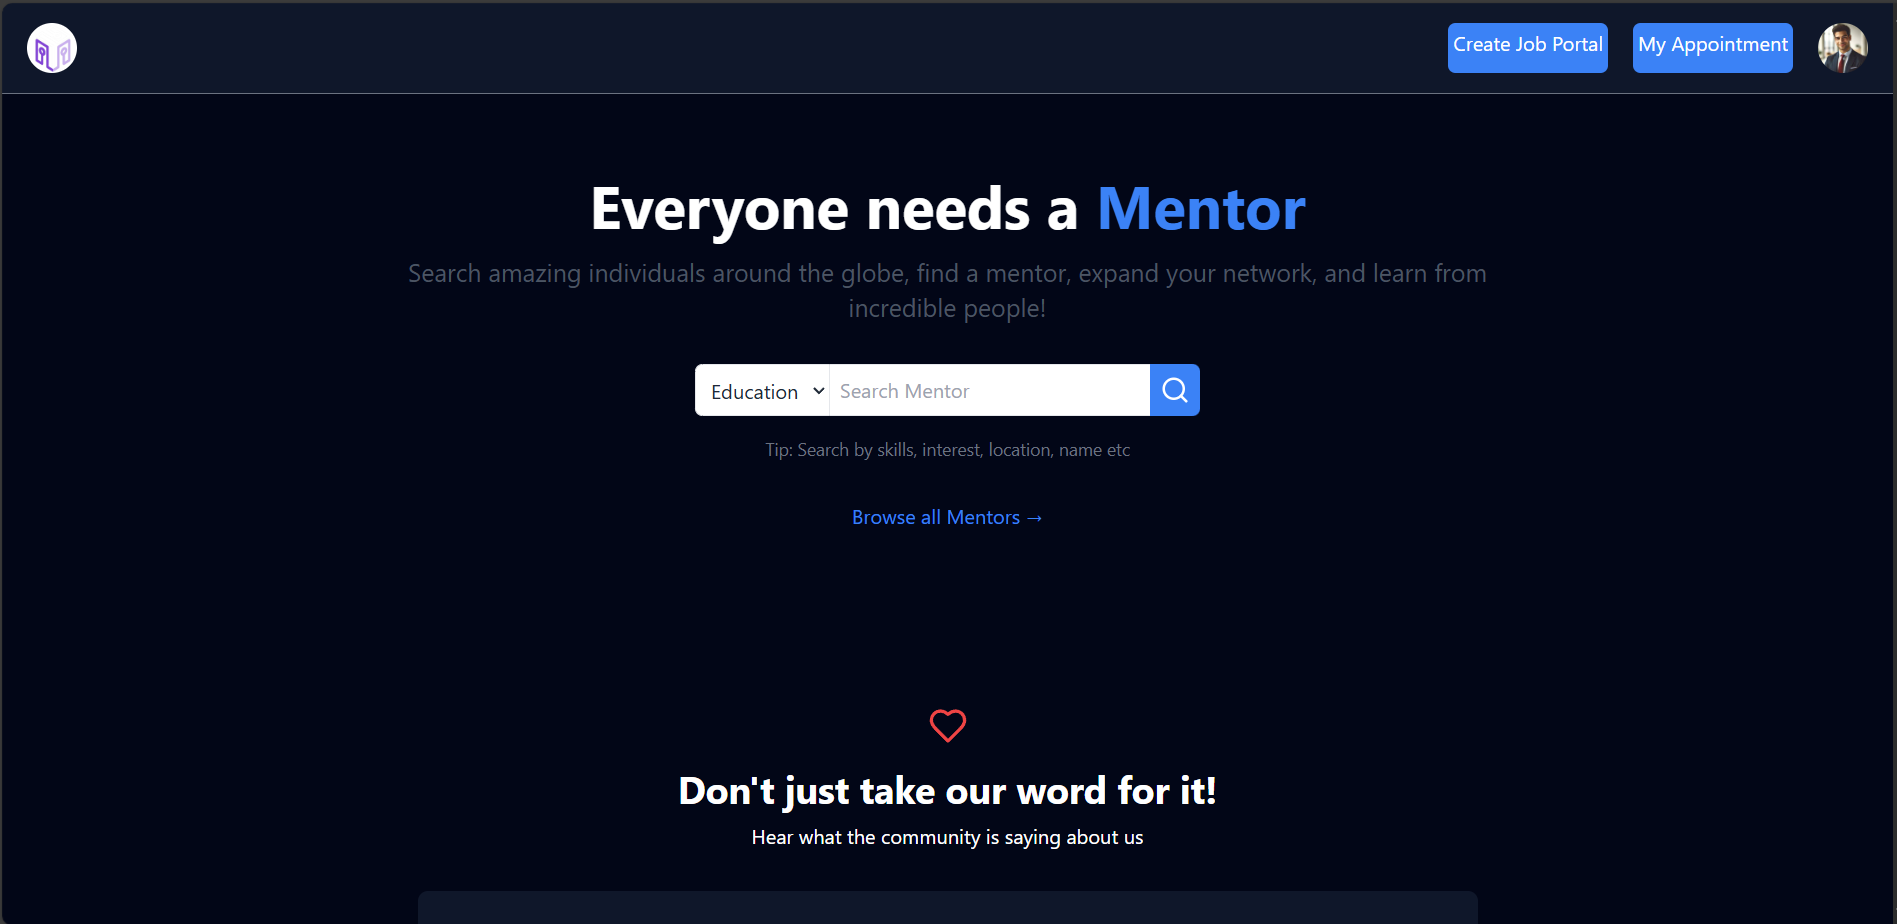 Create Job Portal
My Appointment
Everyone needs a Mentor
Search amazing individuals around the globe, find a mentor, expand your network, and learn from
incredible people!
Education
Search Mentor
Tip: Search by skills, interest, location, name etc
Browse all Mentors →
Don't just take our word for it!
Hear what the community is saying about us